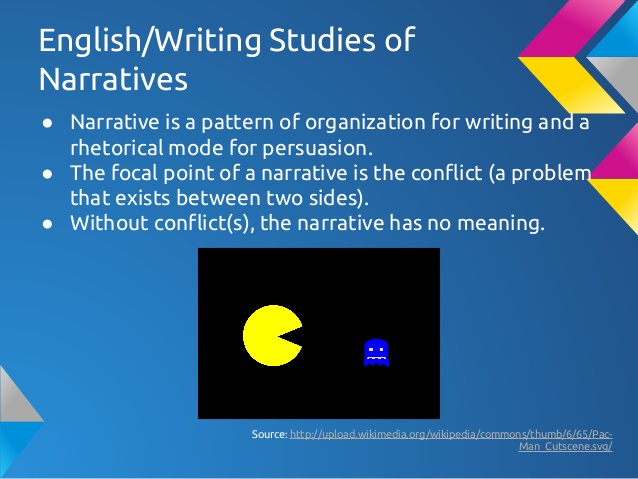 English/Writing Studies of
Narratives
● Narrative is a pattern of organization for writing and a
rhetorical mode for persuasion.
● The focal point of a narrative is the conflict (a problem
that exists between two sides).
● Without conflict(s), the narrative has no meaning.
Source: http://upload.wikimedia.org/wikipedia/commons/thumb/6/65/Pac-
Man_Cutscene.svg/